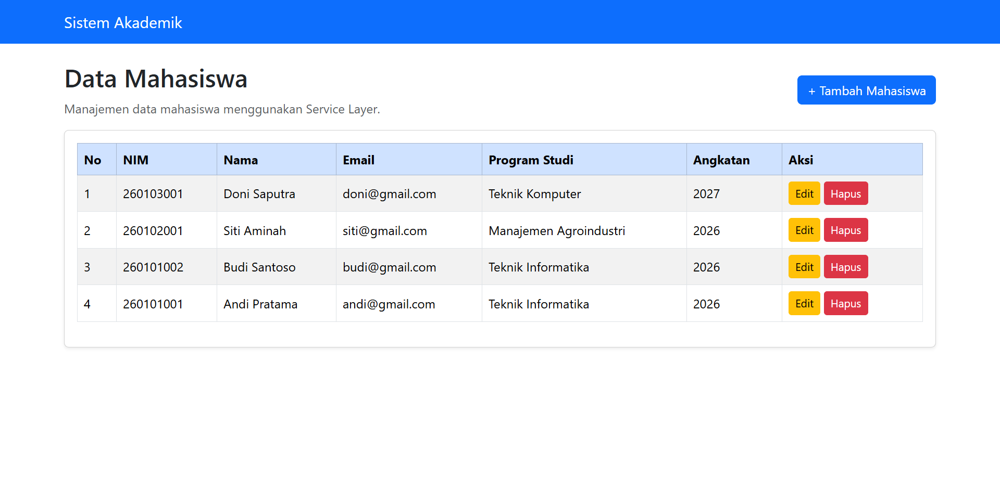 Sistem Akademik
Data Mahasiswa
+ Tambah Mahasiswa
Manajemen data mahasiswa menggunakan Service Layer.
No NIM Nama Email Program Studi Angkatan Aksi
1 260103001 Doni Saputra doni@gmail.com Teknik Komputer 2027 Edit Hapus
2 260102001 Siti Aminah siti@gmail.com Manajemen Agroindustri 2026 Edit Hapus
3 260101002 Budi Santoso budi@gmail.com Teknik Informatika 2026 Edit Hapus
4 260101001 Andi Pratama andi@gmail.com Teknik Informatika 2026 Edit Hapus